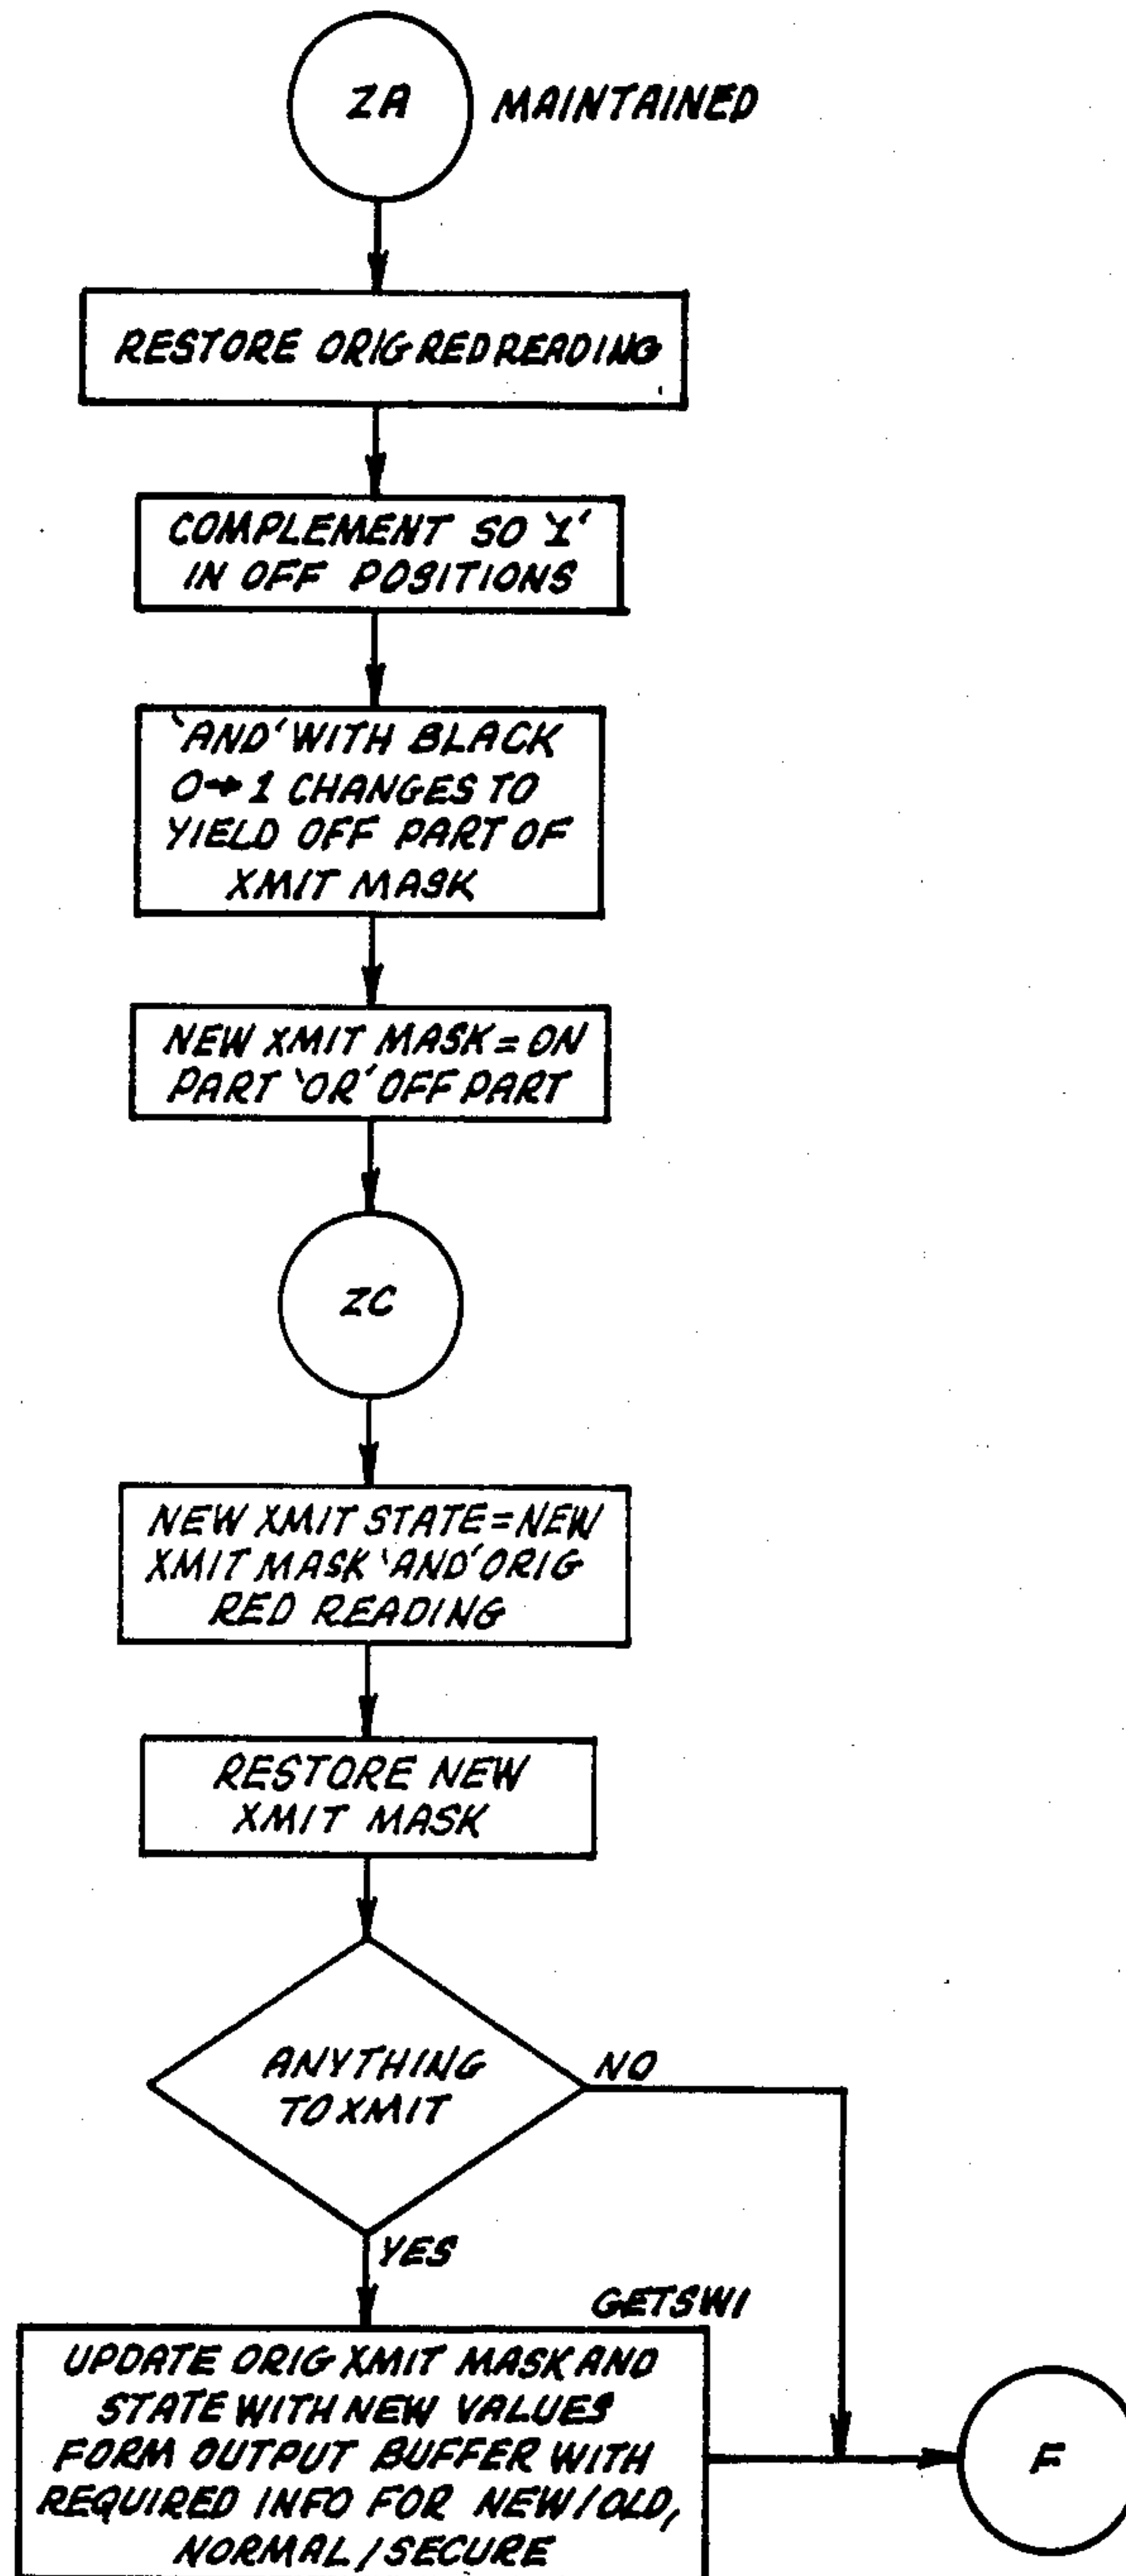 ZA MAINTAINED
RESTORE ORIG RED READING
COMPLEMENT SO '1'
IN OFF POSITIONS
'AND' WITH BLACK
0→1 CHANGES TO
YIELD OFF PART OF
XMIT MASK
NEW XMIT MASK = ON
PART 'OR' OFF PART
ZC
NEW XMIT STATE = NEW
XMIT MASK 'AND' ORIG
RED READING
RESTORE NEW
XMIT MASK
ANYTHING
TO XMIT
NO
YES
GETSW1
UPDATE ORIG XMIT MASK AND
STATE WITH NEW VALUES
FORM OUTPUT BUFFER WITH
REQUIRED INFO FOR NEW/OLD,
NORMAL/SECURE
F